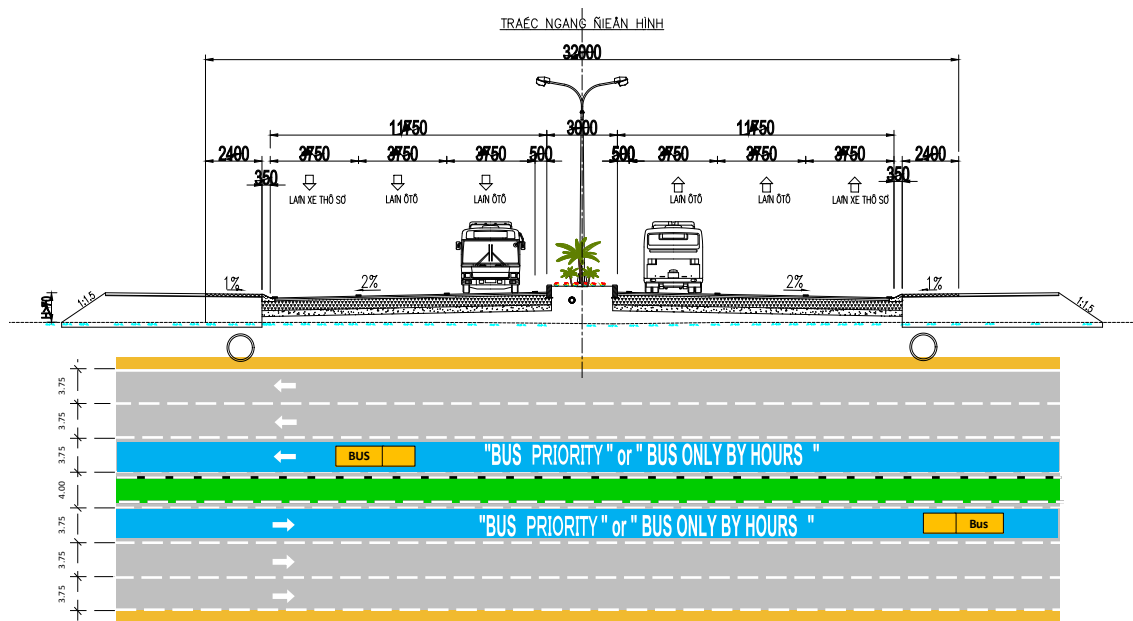 TRAÉC NGANG ÑIEÅN HÌNH
32000
3000
2400 3750 3750 3750 500 500 3750 3750 3750 2400
350 350
LAØN XE THÔ SÔ LAØN ÔTÔ LAØN ÔTÔ LAØN ÔTÔ LAØN ÔTÔ LAØN XE THÔ SÔ
1% 2% 2% 1%
1:1.5 1:1.5
3.75
3.75
3.75 BUS "BUS PRIORITY" or " BUS ONLY BY HOURS "
4.00
3.75 "BUS PRIORITY" or " BUS ONLY BY HOURS " Bus
3.75
3.75